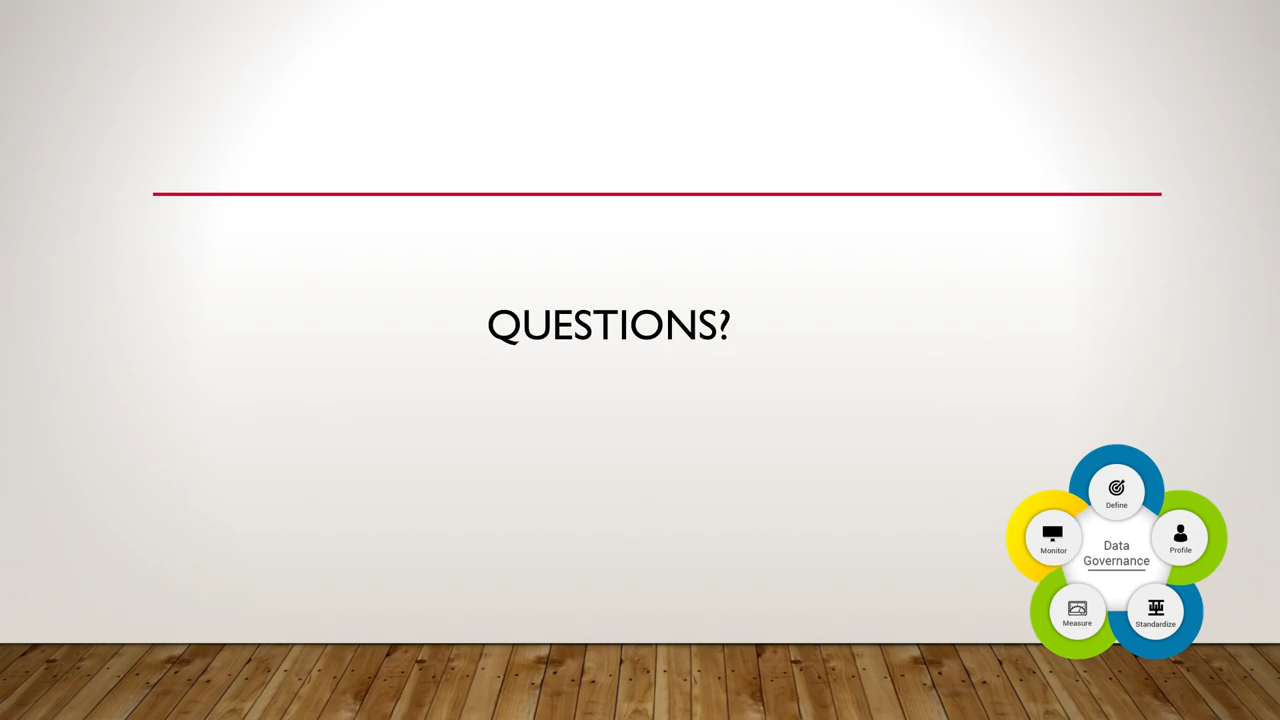 QUESTIONS?
Define
Monitor
Data
Governance
Profile
Measure
Standardize